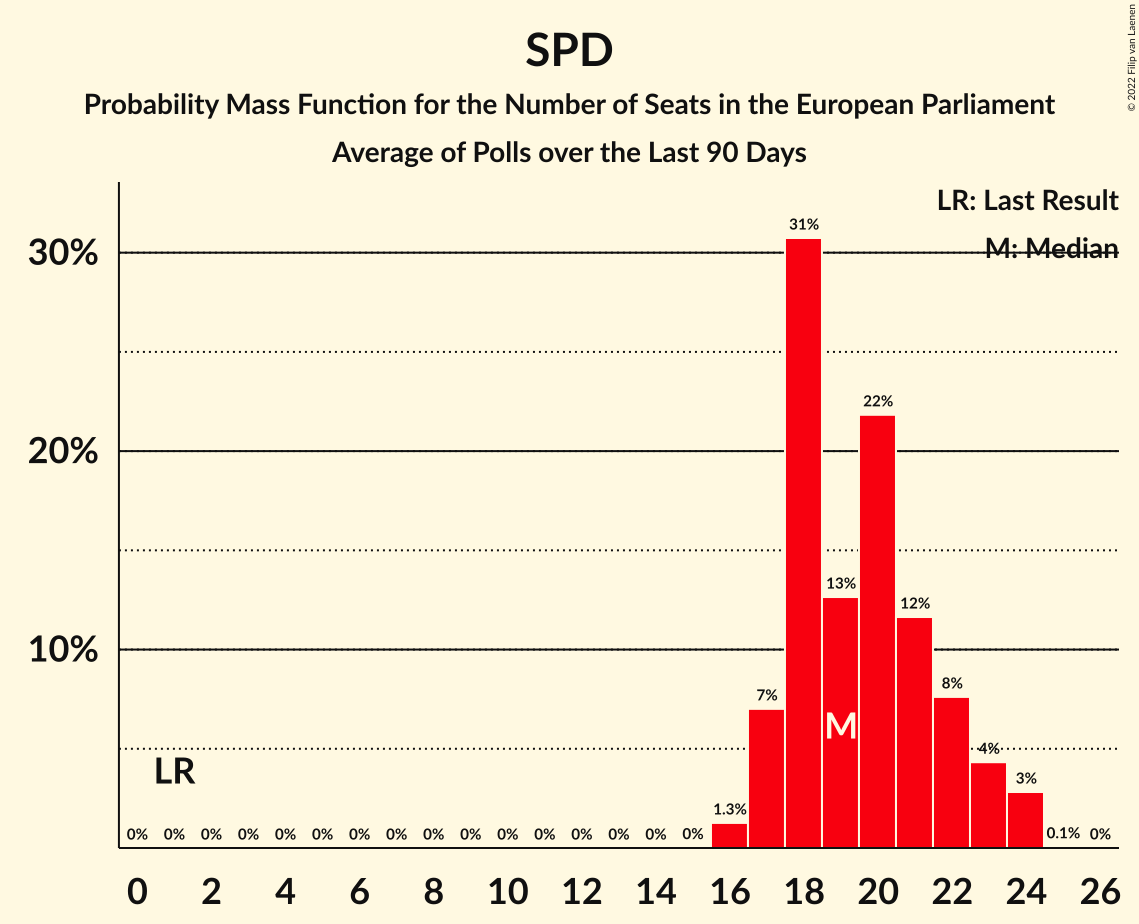 SPD
Probability Mass Function for the Number of Seats in the European Parliament
Average of Polls over the Last 90 Days
© 2022 Filip van Laenen
LR: Last Result
M: Median
30%
20%
10%
31%
22%
13%
12%
8%
7%
4%
3%
1.3%
0.1%
0%
M
LR
0% 0% 0% 0% 0% 0% 0% 0% 0% 0% 0% 0% 0% 0% 0% 0%
0 2 4 6 8 10 12 14 16 18 20 22 24 26